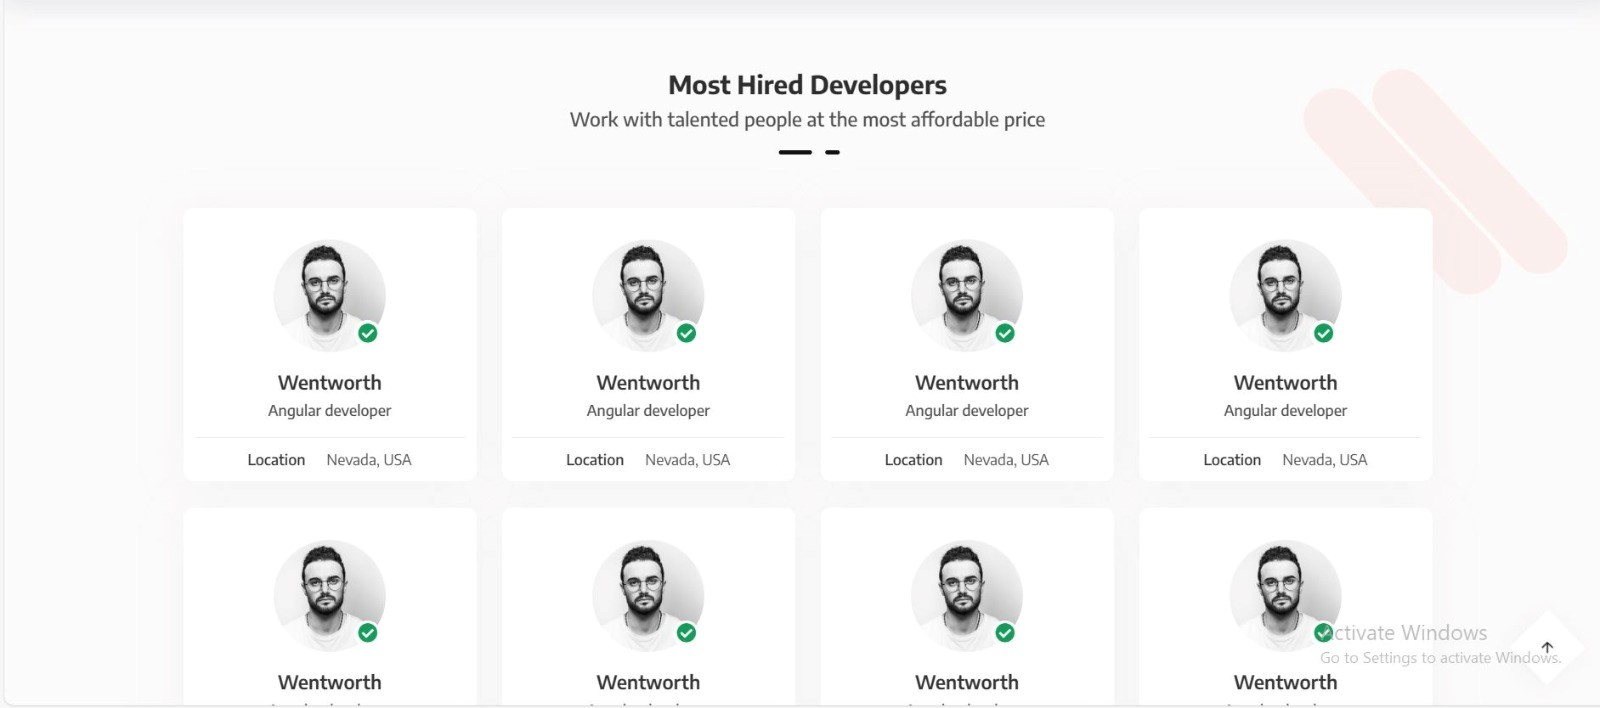 Most Hired Developers
Work with talented people at the most affordable price
Wentworth Wentworth Wentworth Wentworth
Angular developer Angular developer Angular developer Angular developer
Location Nevada, USA Location Nevada, USA Location Nevada, USA Location Nevada, USA
Activate Windows
Go to Settings to activate Windows.
Wentworth Wentworth Wentworth Wentworth